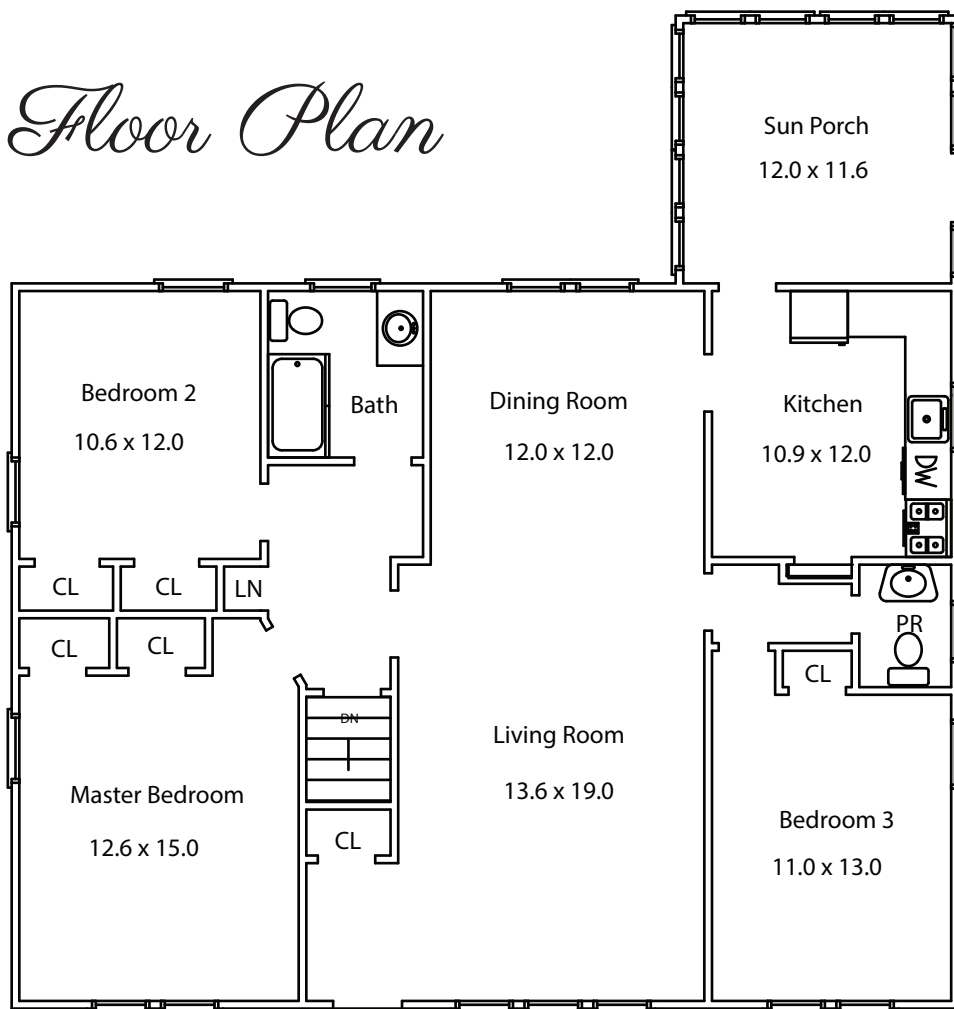 Floor Plan
Sun Porch
12.0 x 11.6
Bedroom 2
10.6 x 12.0
Bath
Dining Room
12.0 x 12.0
Kitchen
10.9 x 12.0
DW
CL
CL
LN
CL
CL
PR
CL
DN
Master Bedroom
12.6 x 15.0
Living Room
13.6 x 19.0
CL
Bedroom 3
11.0 x 13.0